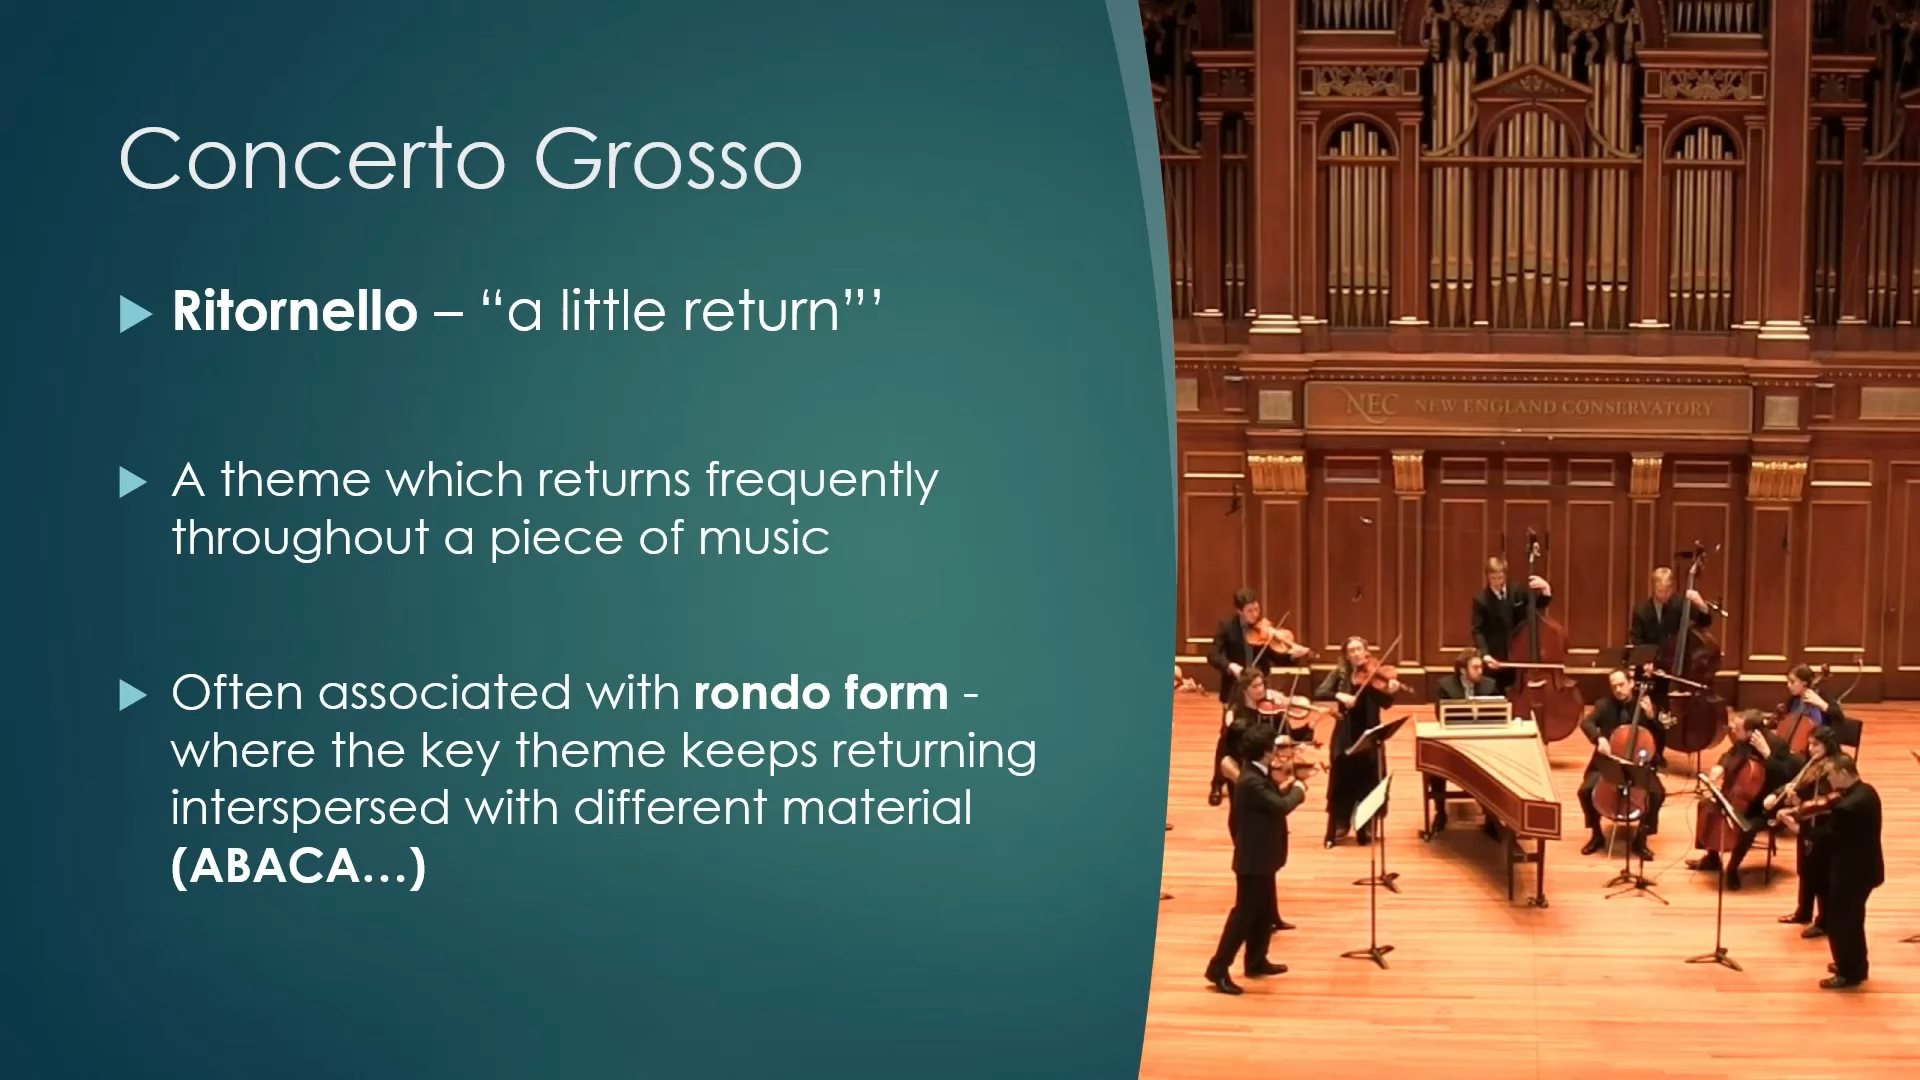 Concerto Grosso
Ritornello – “a little return”’
A theme which returns frequently
throughout a piece of music
Often associated with rondo form -
where the key theme keeps returning
interspersed with different material
(ABACA...)
NEC NEW ENGLAND CONSERVATORY